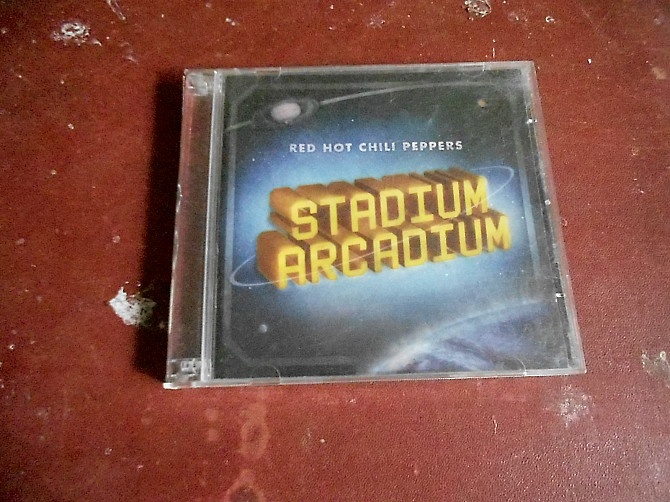 RED HOT CHILI PEPPERS
STADIUM
ARCADIUM